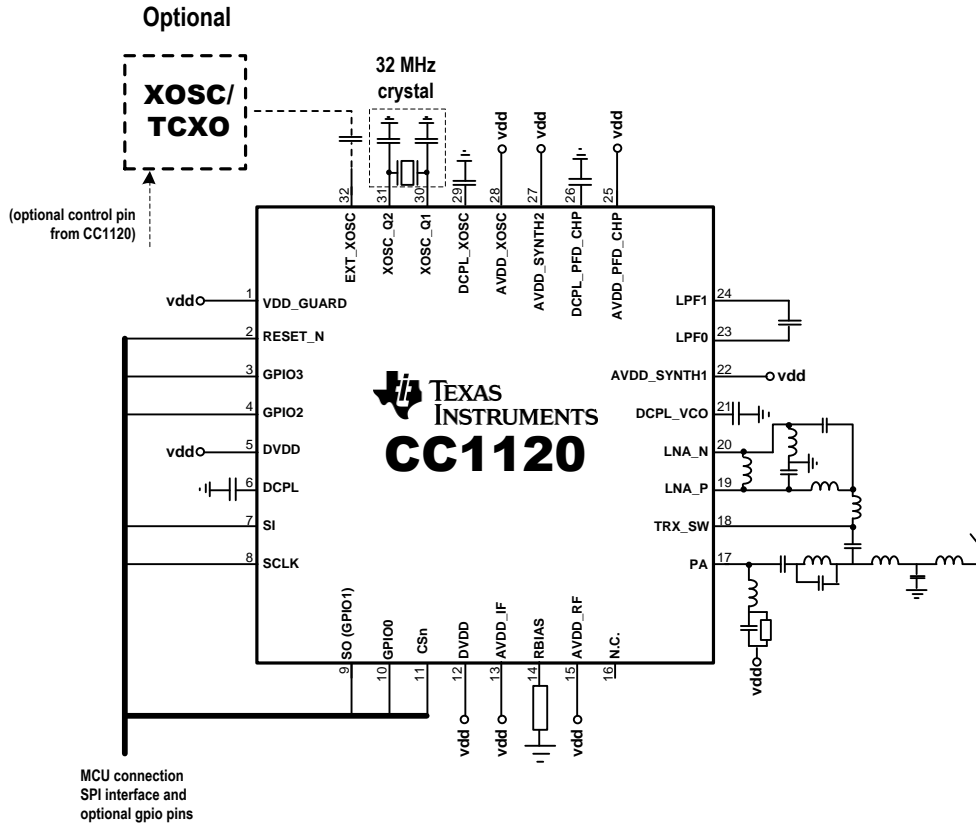 Optional
XOSC/
TCXO
(optional control pin
from CC1120)
32 MHz
crystal
vdd
vdd
vdd
32
31
30
29
28
27
26
25
EXT_XOSC
XOSC_Q2
XOSC_Q1
DCPL_XOSC
AVDD_XOSC
AVDD_SYNTH2
DCPL_PFD_CHP
AVDD_PFD_CHP
vdd 1 VDD_GUARD
2 RESET_N
3 GPIO3
4 GPIO2
vdd 5 DVDD
6 DCPL
7 SI
8 SCLK
TEXAS
INSTRUMENTS
CC1120
LPF1 24
LPF0 23
AVDD_SYNTH1 22 vdd
DCPL_VCO 21
LNA_N 20
LNA_P 19
TRX_SW 18
PA 17
vdd
SO (GPIO1)
GPIO0
CSn
DVDD
AVDD_IF
RBIAS
AVDD_RF
N.C.
9
10
11
12
13
14
15
16
vdd
vdd
vdd
MCU connection
SPI interface and
optional gpio pins